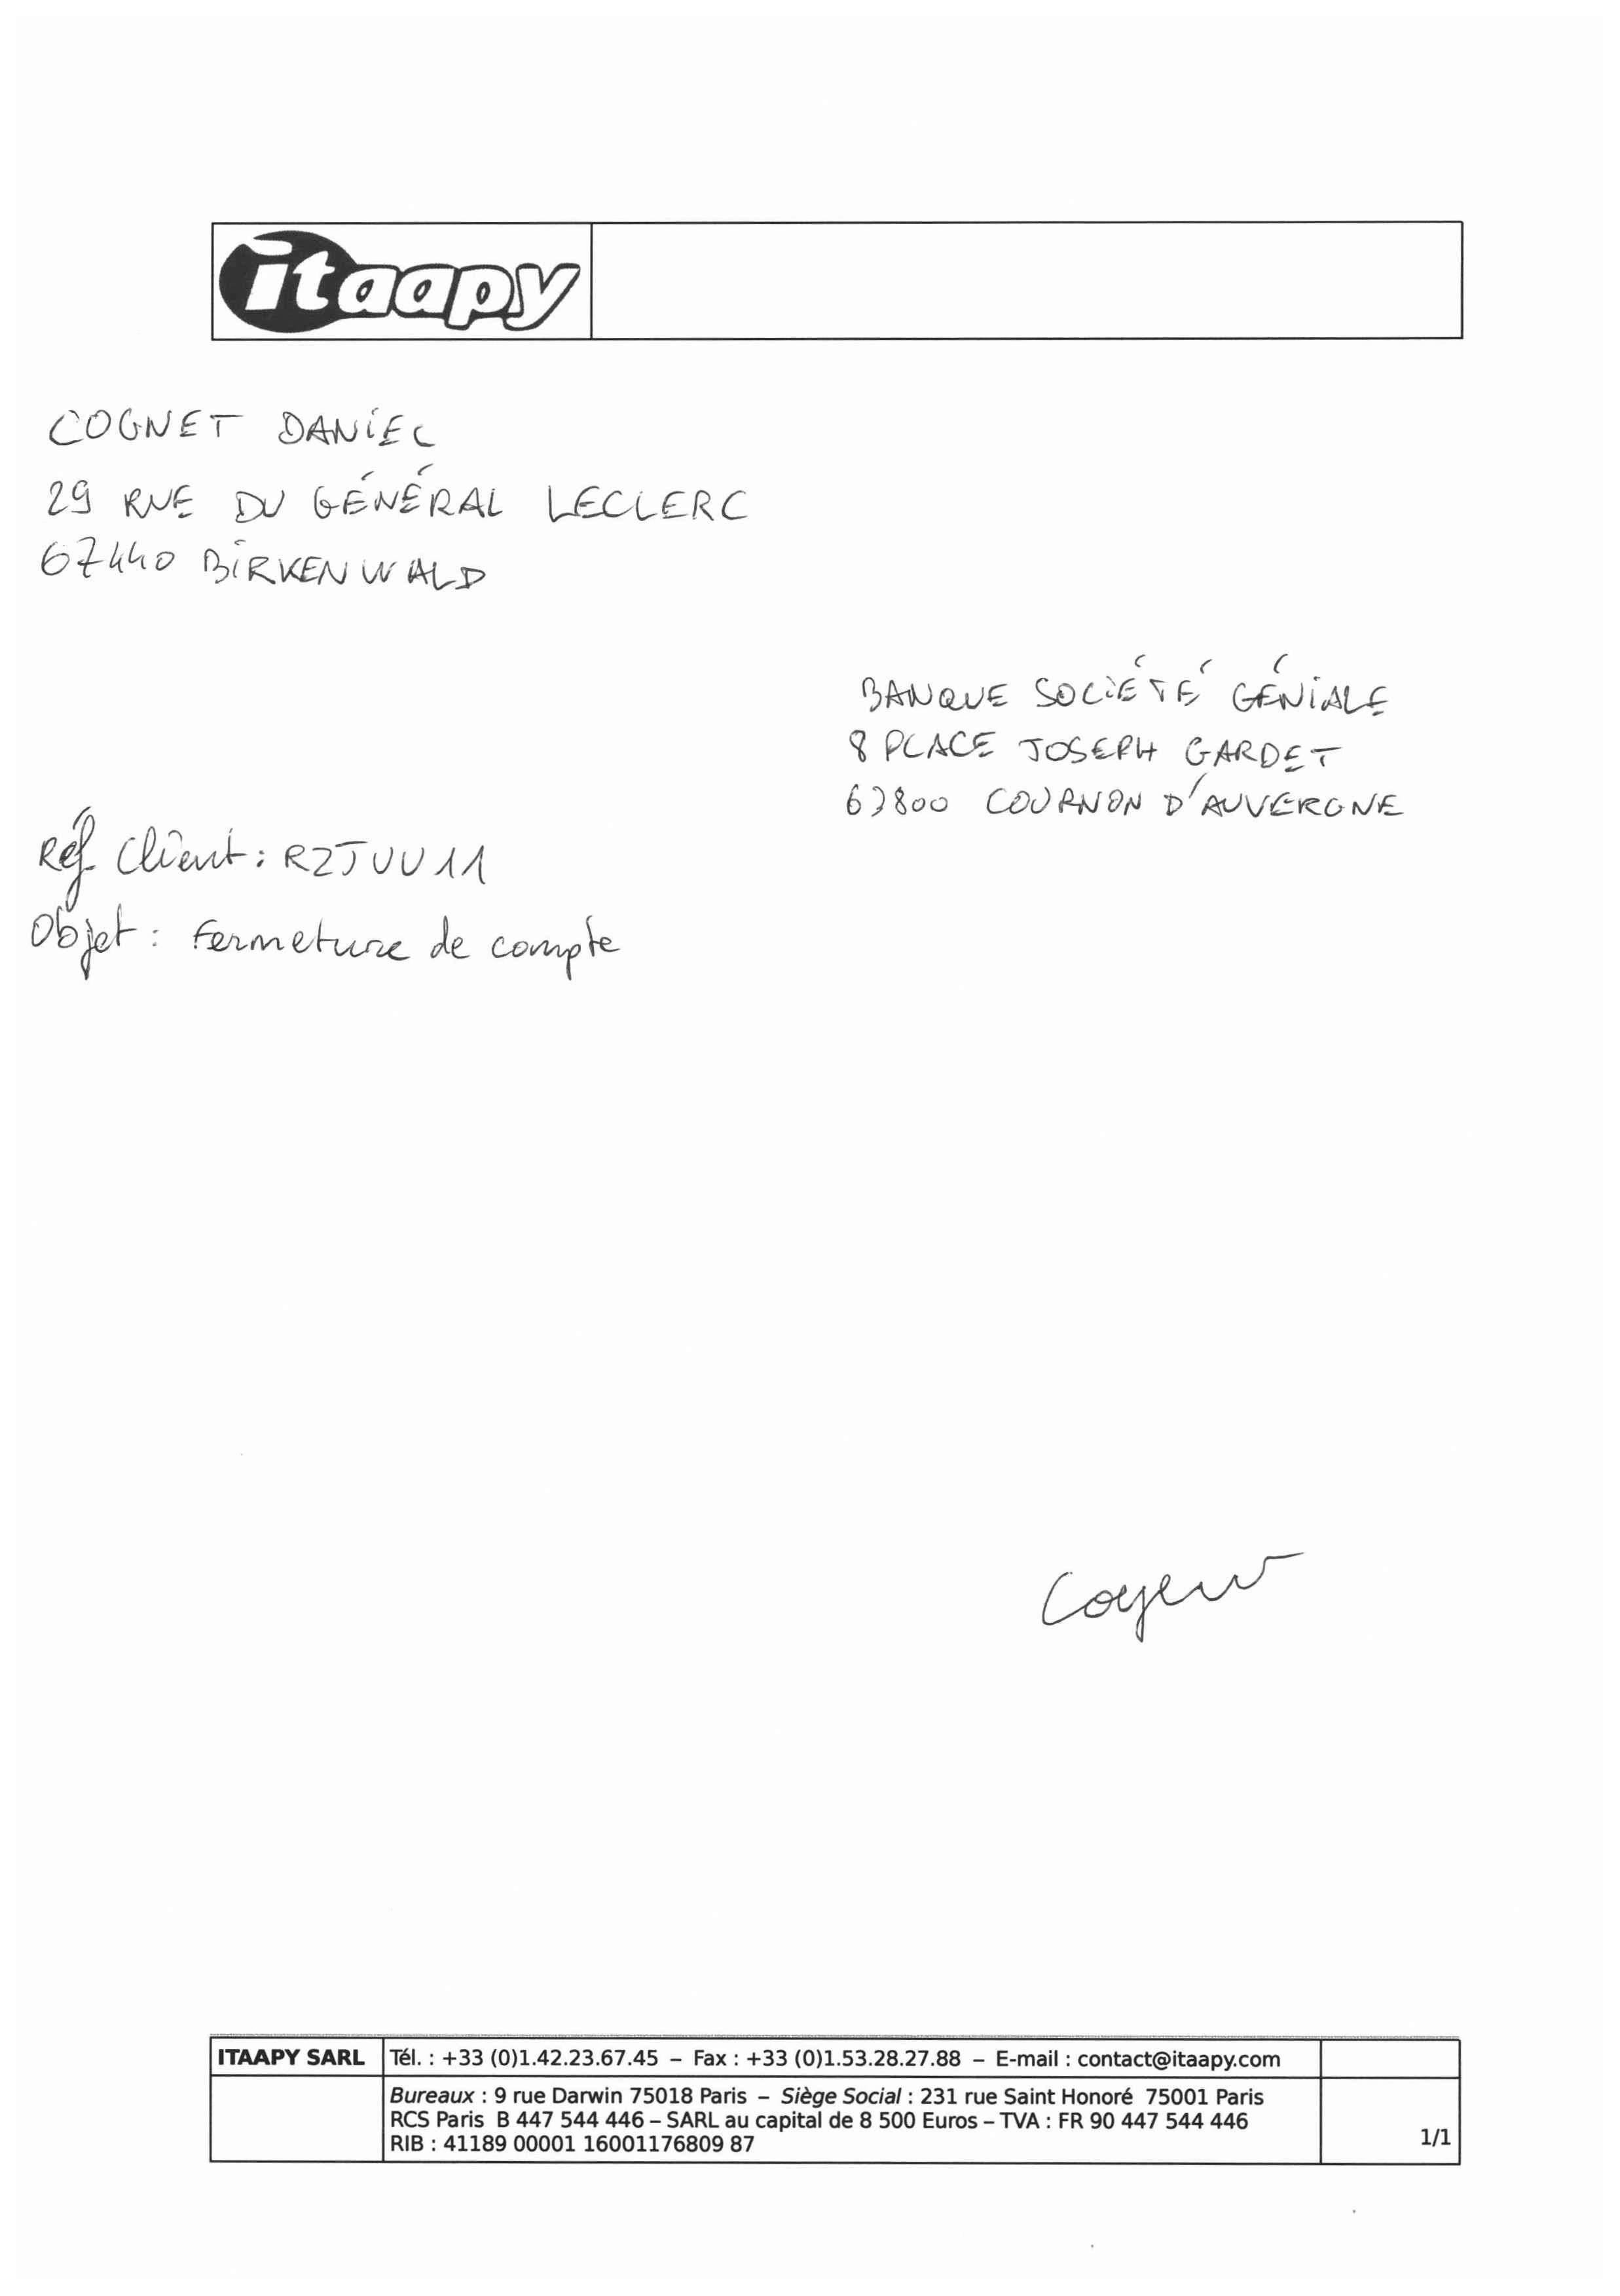 itaapy
COGNET DANIEL
29 RUE DU GÉNÉRAL LECLERC
67440 BIRKENWALD
BANQUE SOCIÉTÉ GÉNIALE
8 PLACE JOSEPH GARDET
63800 COURNON D'AUVERGNE
Réf Client : RZJUU11
Objet : Fermeture de compte
ITAAPY SARL Tél. : +33 (0)1.42.23.67.45 – Fax : +33 (0)1.53.28.27.88 – E-mail : contact@itaapy.com
Bureaux : 9 rue Darwin 75018 Paris – Siège Social : 231 rue Saint Honoré 75001 Paris
RCS Paris B 447 544 446 – SARL au capital de 8 500 Euros – TVA : FR 90 447 544 446
RIB : 41189 00001 16001176809 87
1/1